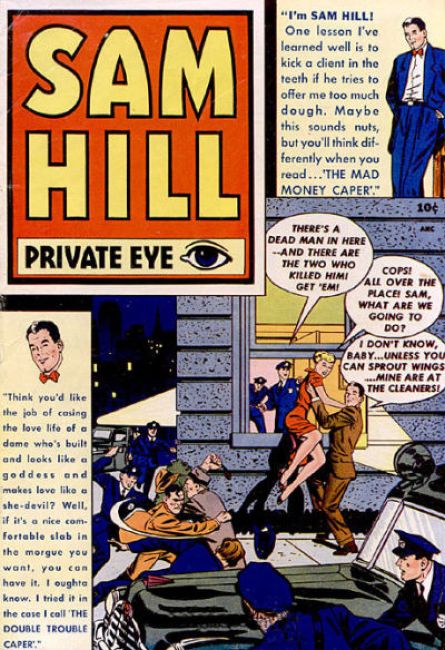 SAM
HILL
PRIVATE EYE
"I'm SAM HILL!
One lesson I've
learned well is to
kick a client in the
teeth if he tries to
offer me too much
dough. Maybe
this sounds nuts,
but you'll think dif-
ferently when you
read...'THE MAD
MONEY CAPER'."
10¢
THERE'S A
DEAD MAN IN HERE
--AND THERE ARE
THE TWO WHO
KILLED HIM!
GET 'EM!
COPS!
ALL OVER THE
PLACE! SAM,
WHAT ARE WE
GOING TO
DO?
I DON'T KNOW,
BABY...UNLESS YOU
CAN SPROUT WINGS
....MINE ARE AT
THE CLEANERS!
"Think you'd like
the job of casing
the love life of a
dame who's built
and looks like a
goddess and
makes love like a
she-devil? Well,
if it's a nice com-
fortable slab in
the morgue you
want, you can
have it. I oughta
know. I tried it in
the case I call 'THE
DOUBLE TROUBLE
CAPER'."